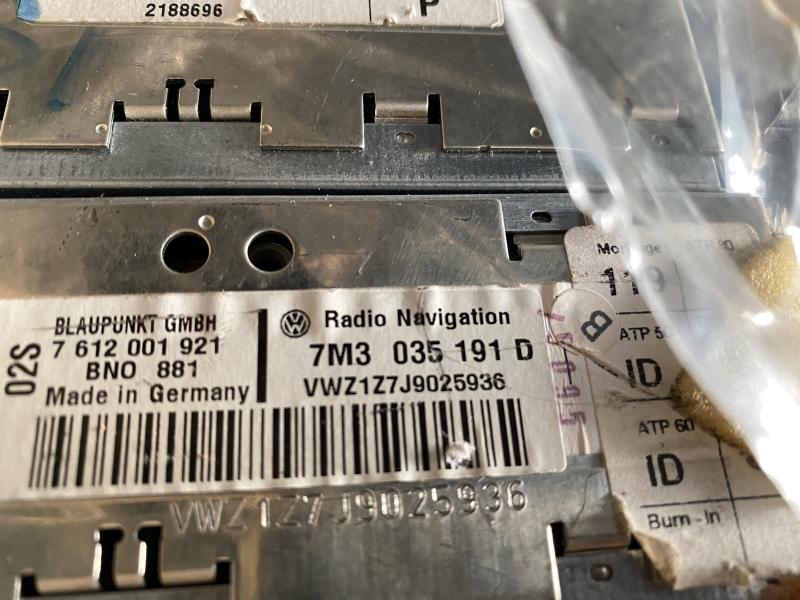 2188696
P
BLAUPUNKT GMBH
7 612 001 921
BNO 881
Made in Germany
02S
Radio Navigation
7M3 035 191 D
VWZ1Z7J9025936
VWZ1Z7J9025936
B
119
ATP 5
ID
ATP 60
ID
Burn-In